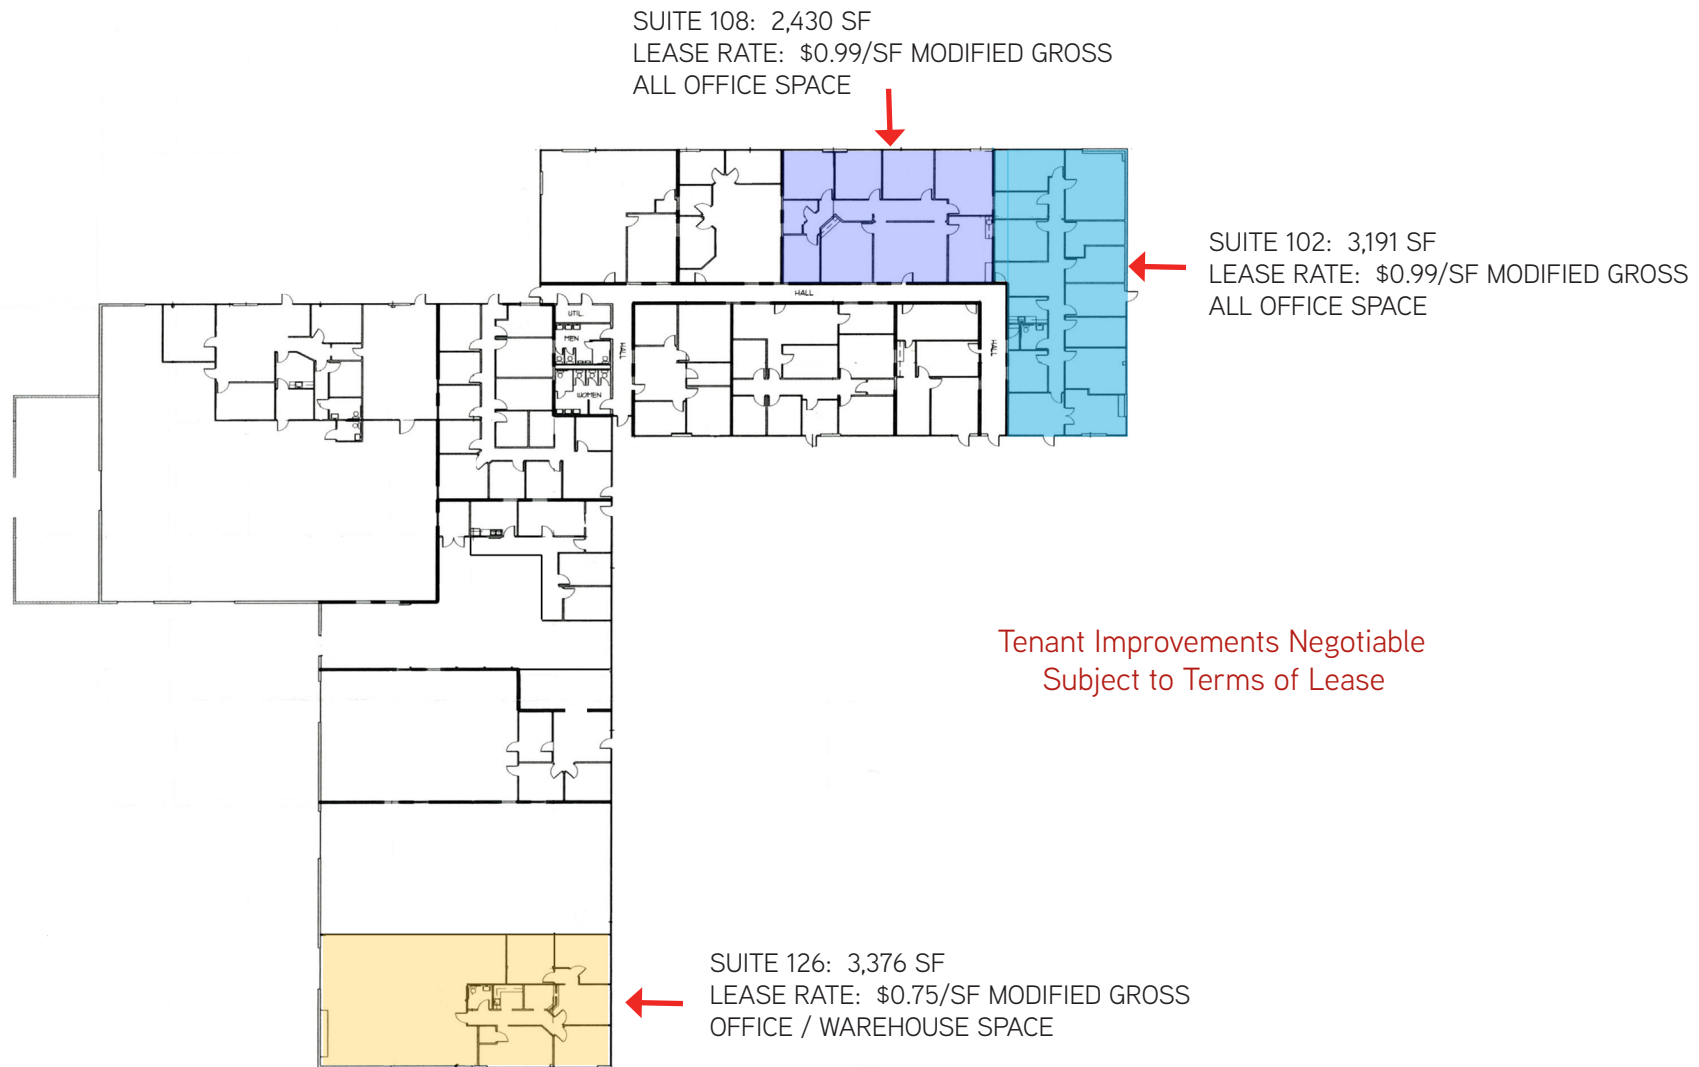 SUITE 108: 2,430 SF
LEASE RATE: $0.99/SF MODIFIED GROSS
ALL OFFICE SPACE
SUITE 102: 3,191 SF
LEASE RATE: $0.99/SF MODIFIED GROSS
ALL OFFICE SPACE
HALL
UTIL.
MEN
HALL
HALL
WOMEN
Tenant Improvements Negotiable
Subject to Terms of Lease
SUITE 126: 3,376 SF
LEASE RATE: $0.75/SF MODIFIED GROSS
OFFICE / WAREHOUSE SPACE